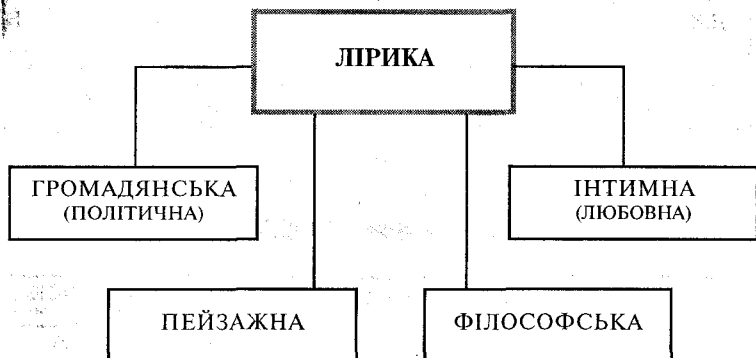 ЛІРИКА
ГРОМАДЯНСЬКА
(ПОЛІТИЧНА)
ІНТИМНА
(ЛЮБОВНА)
ПЕЙЗАЖНА
ФІЛОСОФСЬКА